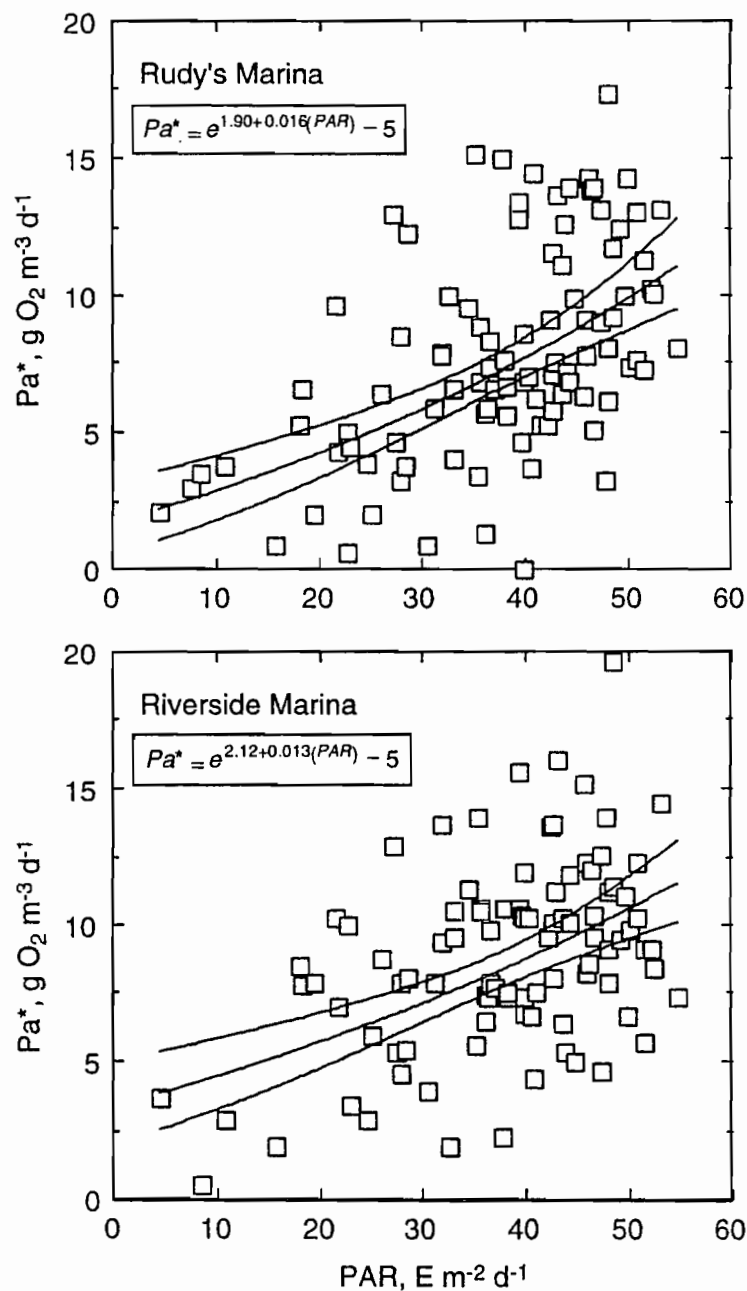 20
Rudy's Marina
Pa* = e^1.90+0.016(PAR) – 5
15
Pa*, g O₂ m⁻³ d⁻¹
10
5
0
0 10 20 30 40 50 60
20
Riverside Marina
Pa* = e^2.12+0.013(PAR) – 5
15
Pa*, g O₂ m⁻³ d⁻¹
10
5
0
0 10 20 30 40 50 60
PAR, E m⁻² d⁻¹